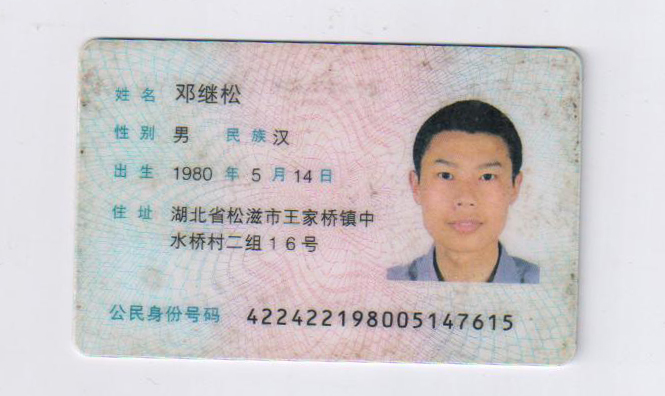 姓名 邓继松
性别 男 民族 汉
出生 1980 年 5 月 14 日
住址 湖北省松滋市王家桥镇中
水桥村二组16号
公民身份号码 422422198005147615